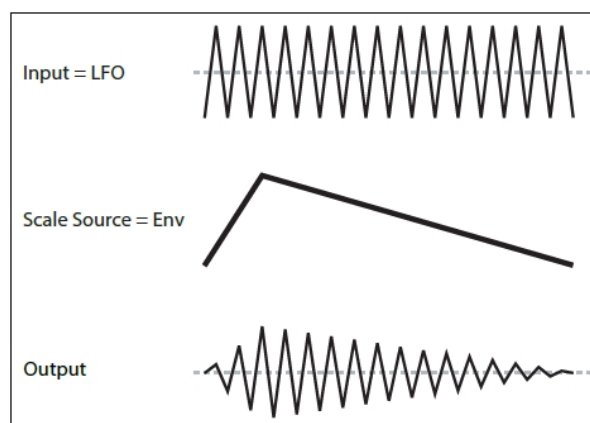 Input = LFO
Scale Source = Env
Output